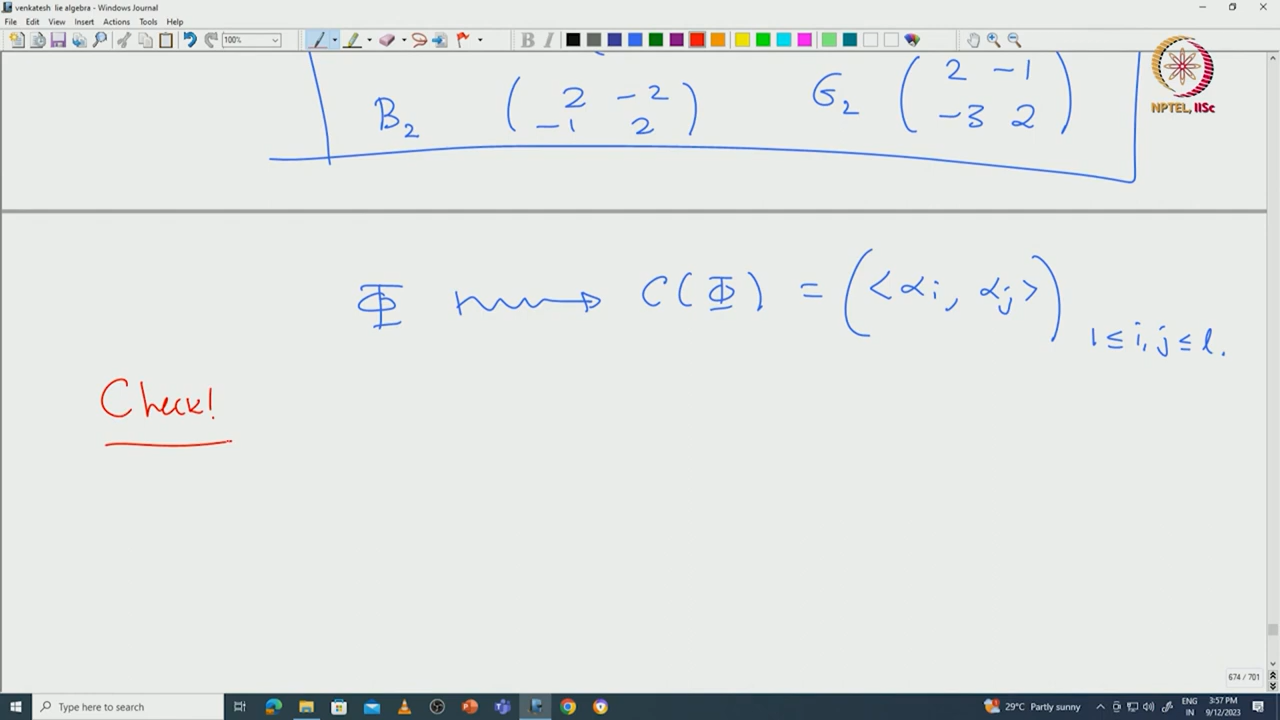 venkatesh lie algebra - Windows Journal
File Edit View Insert Actions Tools Help
100%
B I
NPTEL, IISc
B₂ ( 2 -2
-1 2 )
G₂ ( 2 -1
-3 2 )
Φ ⟿ C(Φ) = (<αi, αj>) 1 ≤ i, j ≤ l.
Check!
674 / 701
Type here to search
29°C Partly sunny
ENG
IN
3:57 PM
9/12/2023